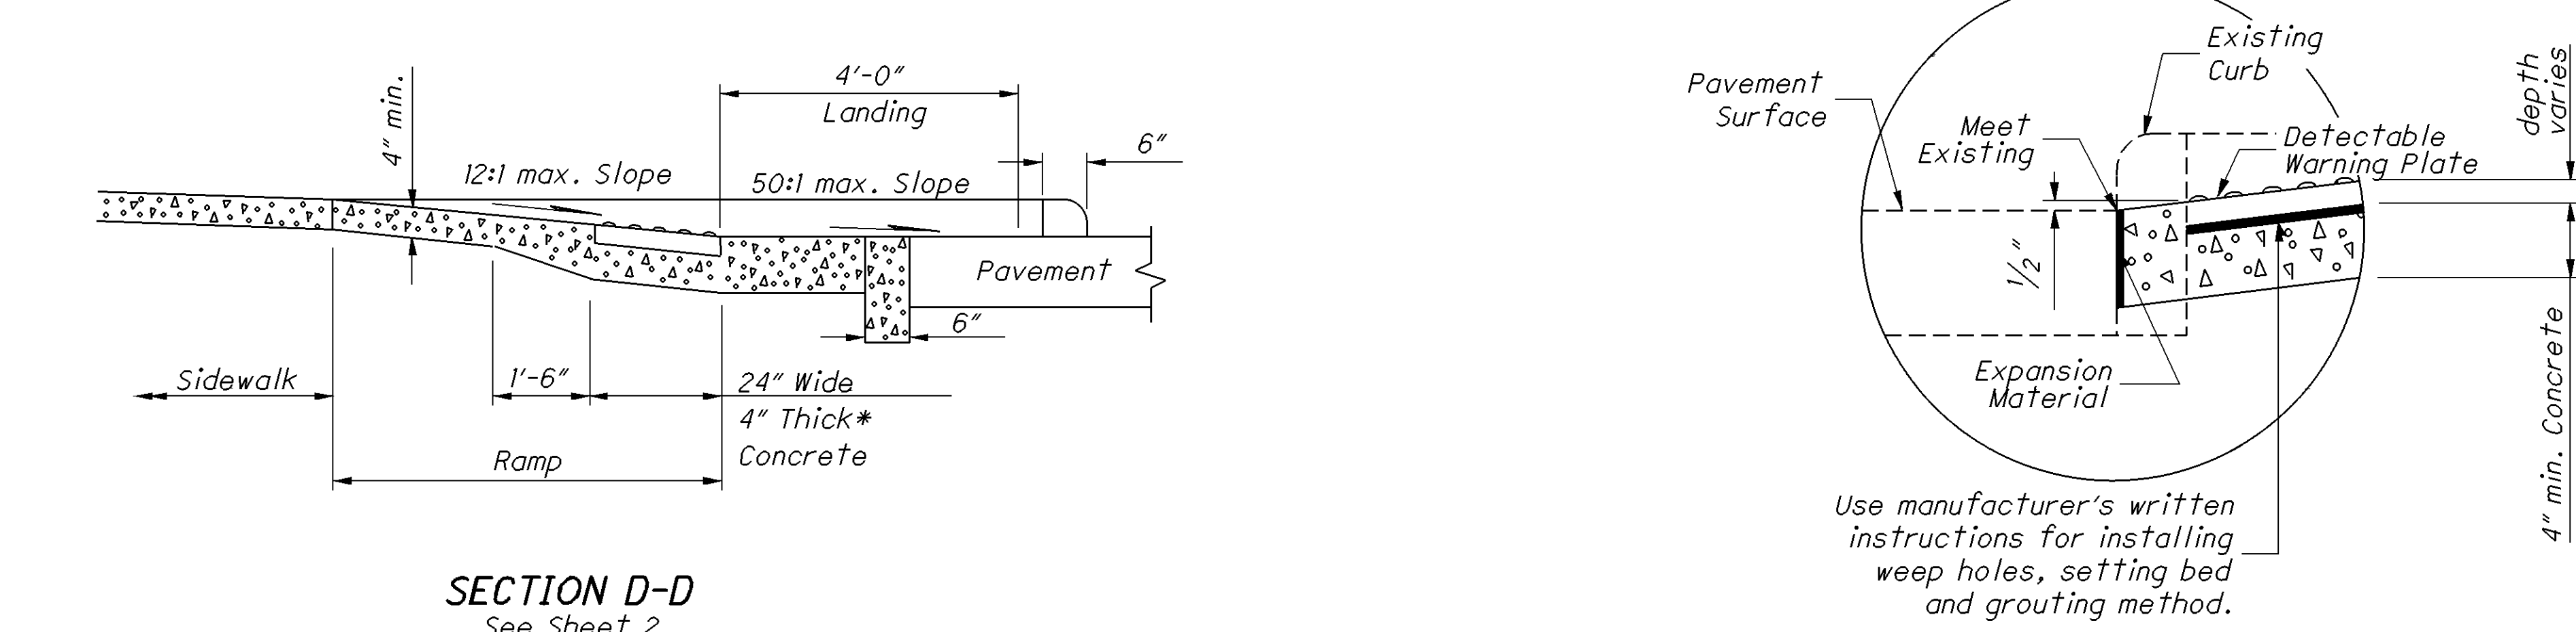 4'-0"
Landing
4" min.
12:1 max. Slope
50:1 max. Slope
6"
Pavement
6"
Sidewalk
1'-6"
24" Wide
4" Thick*
Concrete
Ramp
SECTION D-D
See Sheet 2
Pavement
Surface
Existing
Curb
Meet
Existing
Detectable
Warning Plate
depth
varies
1/2"
Expansion
Material
4" min. Concrete
Use manufacturer's written
instructions for installing
weep holes, setting bed
and grouting method.